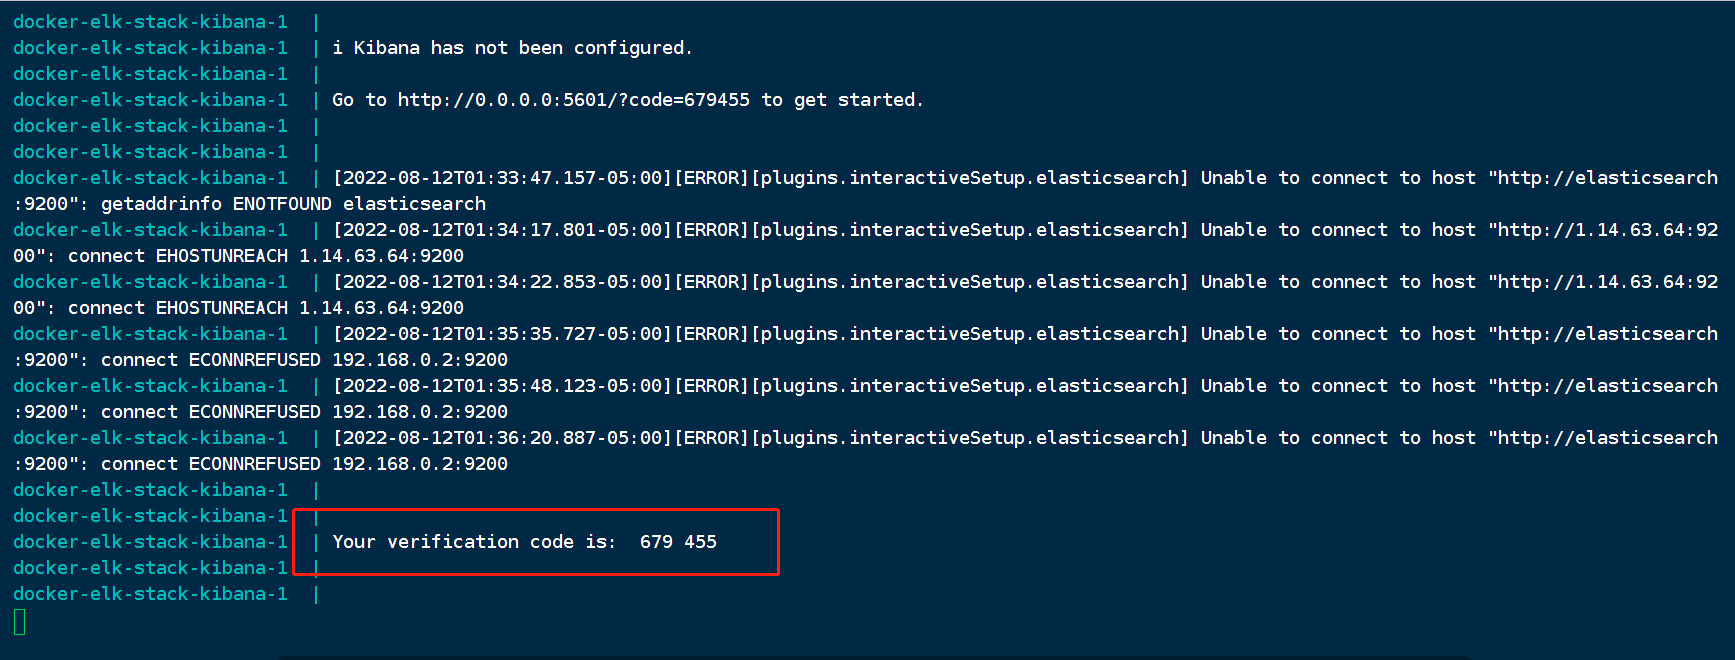 docker-elk-stack-kibana-1  |
docker-elk-stack-kibana-1  | i Kibana has not been configured.
docker-elk-stack-kibana-1  |
docker-elk-stack-kibana-1  | Go to http://0.0.0.0:5601/?code=679455 to get started.
docker-elk-stack-kibana-1  |
docker-elk-stack-kibana-1  |
docker-elk-stack-kibana-1  | [2022-08-12T01:33:47.157-05:00][ERROR][plugins.interactiveSetup.elasticsearch] Unable to connect to host "http://elasticsearch
:9200": getaddrinfo ENOTFOUND elasticsearch
docker-elk-stack-kibana-1  | [2022-08-12T01:34:17.801-05:00][ERROR][plugins.interactiveSetup.elasticsearch] Unable to connect to host "http://1.14.63.64:92
00": connect EHOSTUNREACH 1.14.63.64:9200
docker-elk-stack-kibana-1  | [2022-08-12T01:34:22.853-05:00][ERROR][plugins.interactiveSetup.elasticsearch] Unable to connect to host "http://1.14.63.64:92
00": connect EHOSTUNREACH 1.14.63.64:9200
docker-elk-stack-kibana-1  | [2022-08-12T01:35:35.727-05:00][ERROR][plugins.interactiveSetup.elasticsearch] Unable to connect to host "http://elasticsearch
:9200": connect ECONNREFUSED 192.168.0.2:9200
docker-elk-stack-kibana-1  | [2022-08-12T01:35:48.123-05:00][ERROR][plugins.interactiveSetup.elasticsearch] Unable to connect to host "http://elasticsearch
:9200": connect ECONNREFUSED 192.168.0.2:9200
docker-elk-stack-kibana-1  | [2022-08-12T01:36:20.887-05:00][ERROR][plugins.interactiveSetup.elasticsearch] Unable to connect to host "http://elasticsearch
:9200": connect ECONNREFUSED 192.168.0.2:9200
docker-elk-stack-kibana-1  |
docker-elk-stack-kibana-1  |
docker-elk-stack-kibana-1  | Your verification code is:  679 455
docker-elk-stack-kibana-1  |
docker-elk-stack-kibana-1  |